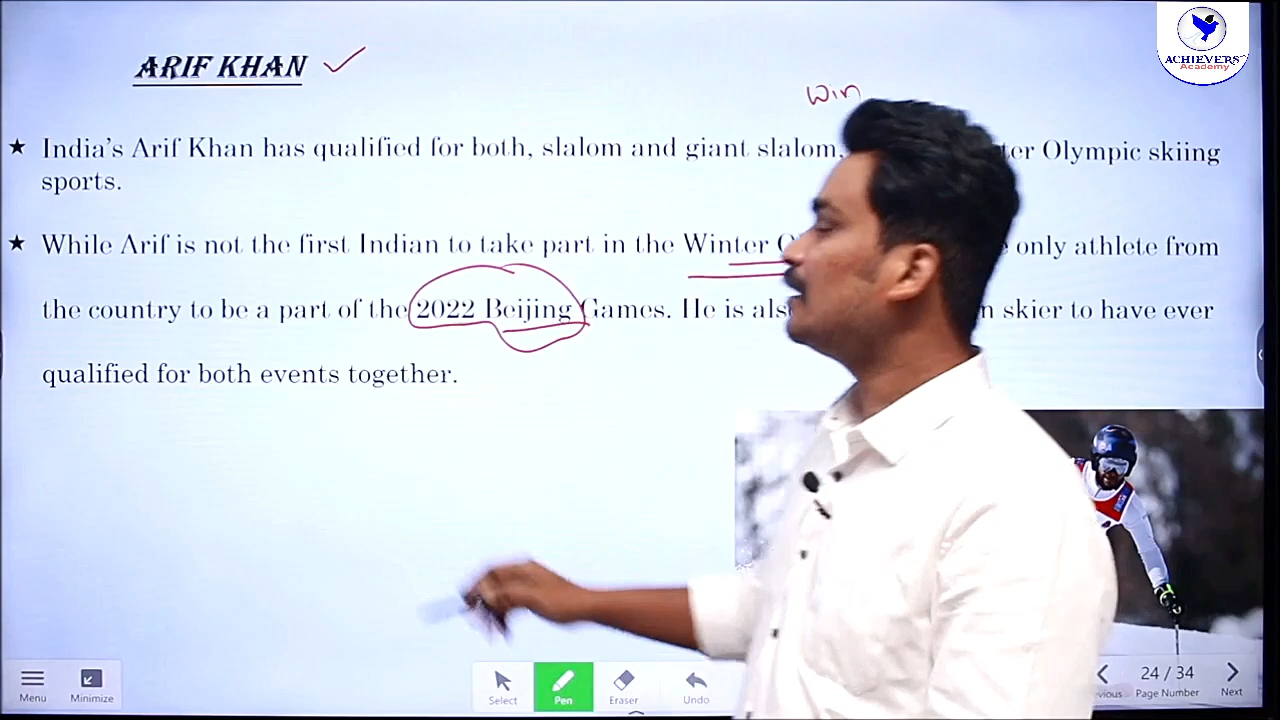 ACHIEVERS
Academy
ARIF KHAN
win
India's Arif Khan has qualified for both, slalom and giant slalom, Olympic skiing
sports.
While Arif is not the first Indian to take part in the Winter only athlete from
the country to be a part of the 2022 Beijing Games. He is skier to have ever
qualified for both events together.
Menu
Minimize
Select
Pen
Eraser
Undo
24 / 34
Page Number
Next